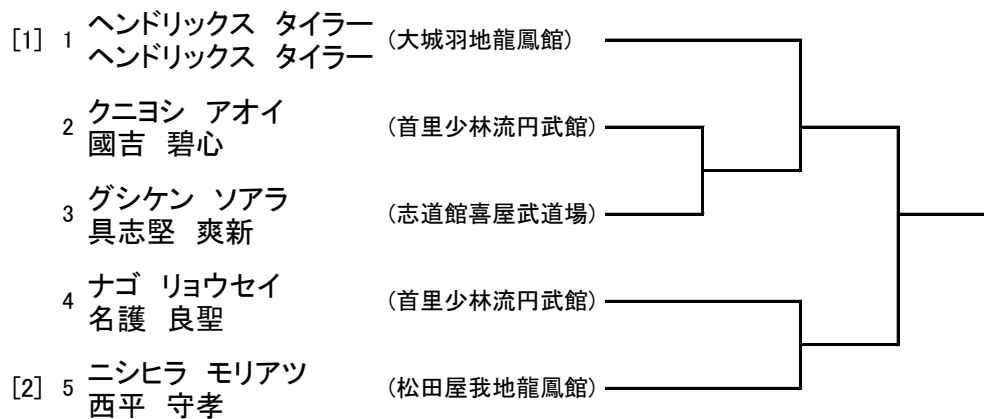 [1] 1 ヘンドリックス タイラー (大城羽地龍鳳館)
ヘンドリックス タイラー
2 クニヨシ アオイ (首里少林流円武館)
國吉 碧心
3 グシケン ソアラ (志道館喜屋武道場)
具志堅 爽新
4 ナゴ リョウセイ (首里少林流円武館)
名護 良聖
[2] 5 ニシヒラ モリアツ (松田屋我地龍鳳館)
西平 守孝